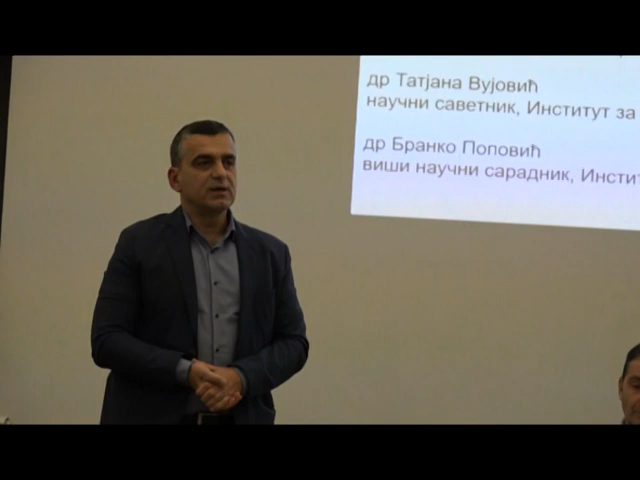 др Татјана Вујовић
научни саветник, Институт за
др Бранко Поповић
виши научни сарадник, Инстит